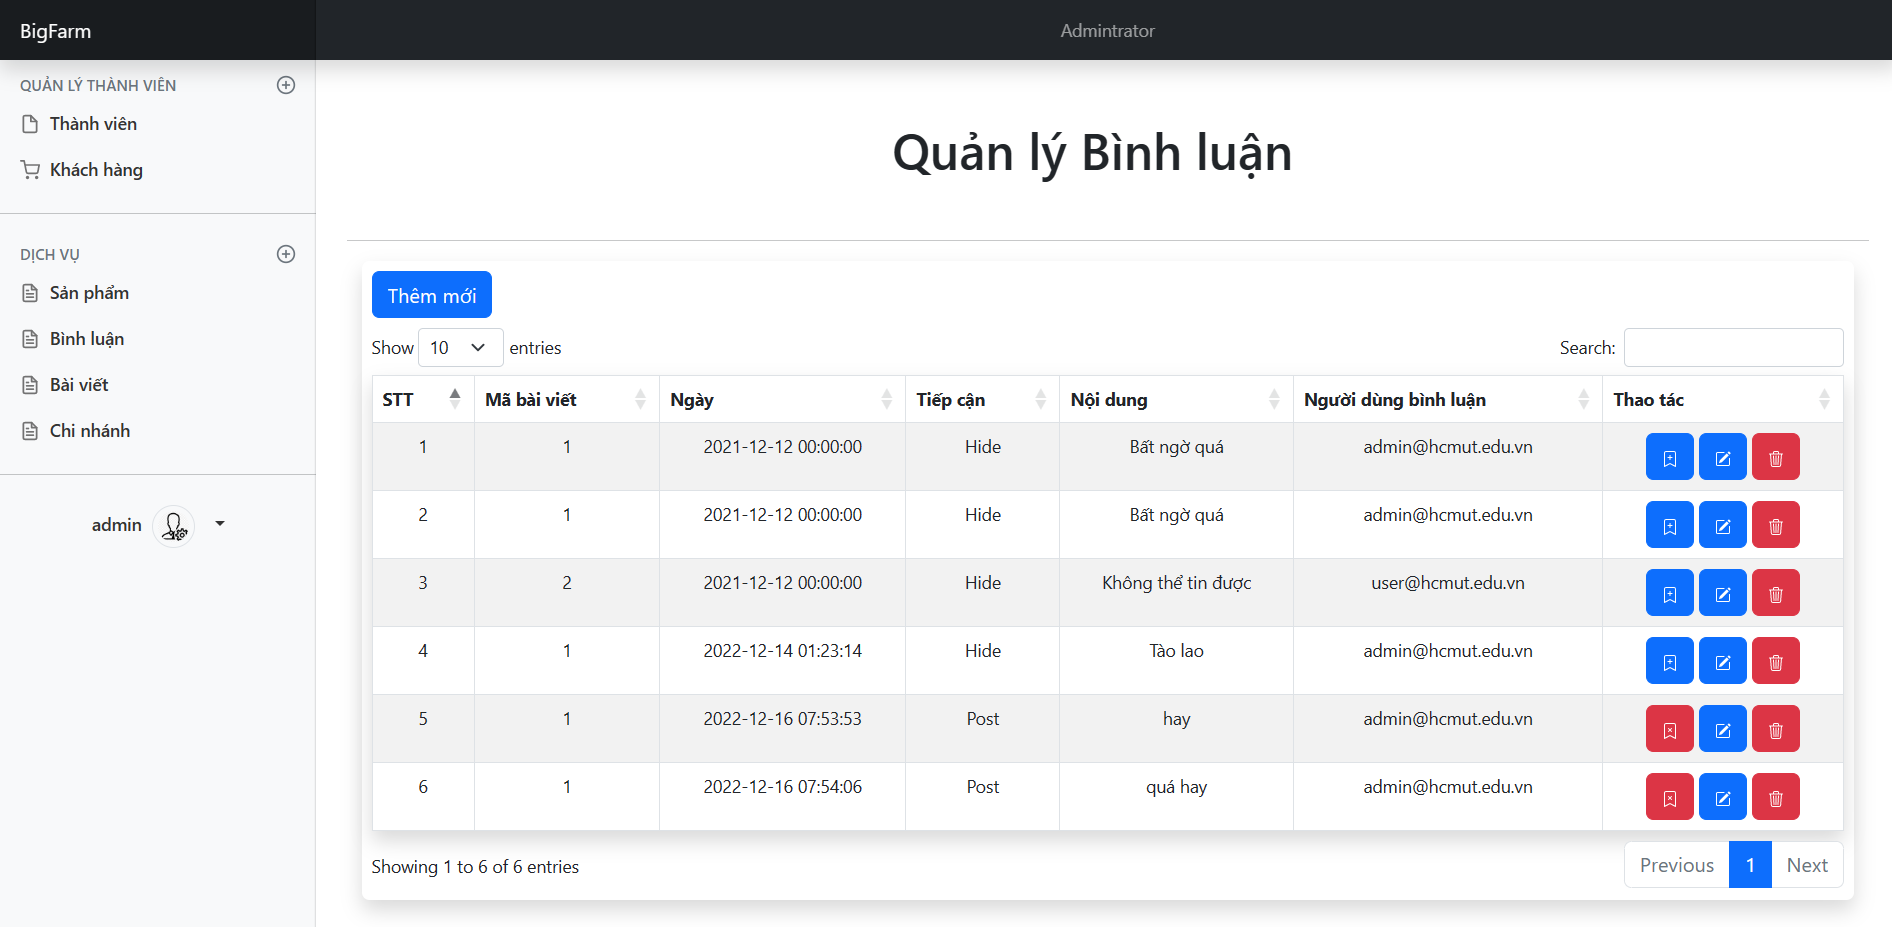 BigFarm
Admintrator
QUẢN LÝ THÀNH VIÊN
Thành viên
Khách hàng
DỊCH VỤ
Sản phẩm
Bình luận
Bài viết
Chi nhánh
admin
Quản lý Bình luận
Thêm mới
Show 10 entries
Search:
STT Mã bài viết Ngày Tiếp cận Nội dung Người dùng bình luận Thao tác
1 1 2021-12-12 00:00:00 Hide Bất ngờ quá admin@hcmut.edu.vn
2 1 2021-12-12 00:00:00 Hide Bất ngờ quá admin@hcmut.edu.vn
3 2 2021-12-12 00:00:00 Hide Không thể tin được user@hcmut.edu.vn
4 1 2022-12-14 01:23:14 Hide Tào lao admin@hcmut.edu.vn
5 1 2022-12-16 07:53:53 Post hay admin@hcmut.edu.vn
6 1 2022-12-16 07:54:06 Post quá hay admin@hcmut.edu.vn
Showing 1 to 6 of 6 entries
Previous 1 Next